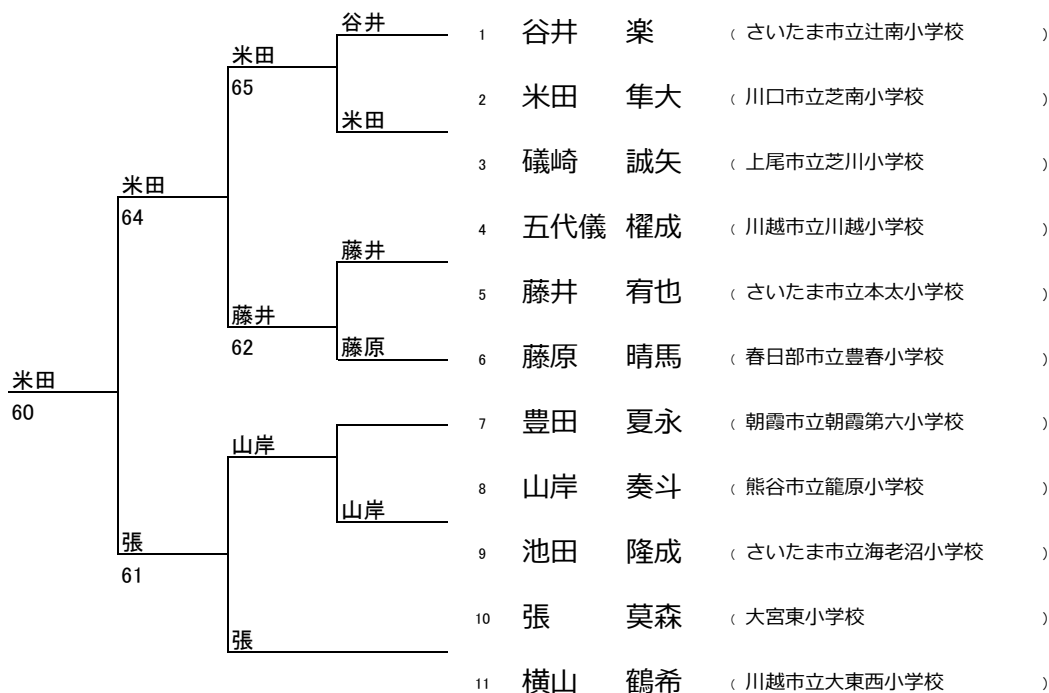 谷井
1 谷井 楽 ( さいたま市立辻南小学校 )
米田
65
2 米田 隼大 ( 川口市立芝南小学校 )
米田
3 礒崎 誠矢 ( 上尾市立芝川小学校 )
米田
64
4 五代儀 櫂成 ( 川越市立川越小学校 )
藤井
5 藤井 宥也 ( さいたま市立本太小学校 )
藤井
62
藤原
6 藤原 晴馬 ( 春日部市立豊春小学校 )
米田
60
7 豊田 夏永 ( 朝霞市立朝霞第六小学校 )
山岸
8 山岸 奏斗 ( 熊谷市立籠原小学校 )
山岸
張
61
9 池田 隆成 ( さいたま市立海老沼小学校 )
10 張 莫森 ( 大宮東小学校 )
張
11 横山 鶴希 ( 川越市立大東西小学校 )